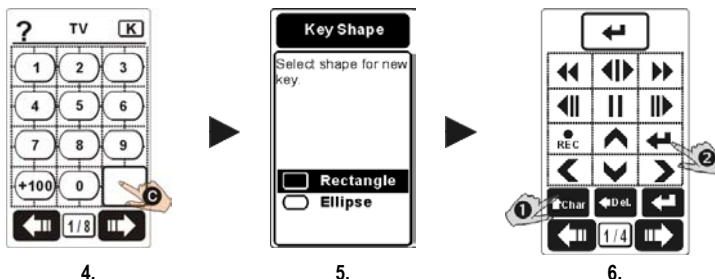 ? TV K
1 2 3
4 5 6
7 8 9
+100 0
C
1/8
4.
Key Shape
Select shape for new
key.
Rectangle
Ellipse
5.
REC
2
1
Char Del.
1/4
6.